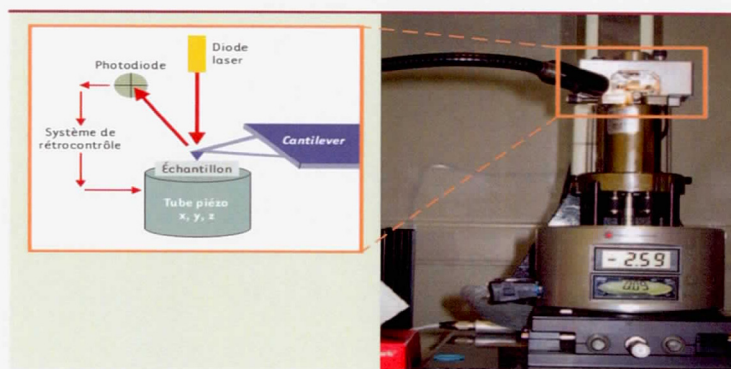 Diode
laser
Photodiode
Système de
rétrocontrôle
Cantilever
Échantillon
Tube piézo
x, y, z
- 2.59